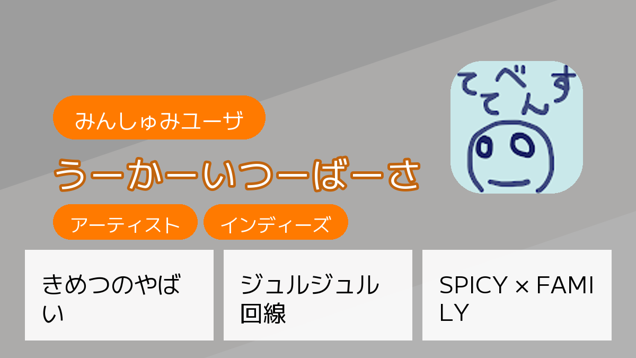 みんしゅみユーザ
てべす
ててん
うーかーいつーばーさ
アーティスト
インディーズ
きめつのやば
い
ジュルジュル
回線
SPICY × FAMI
LY